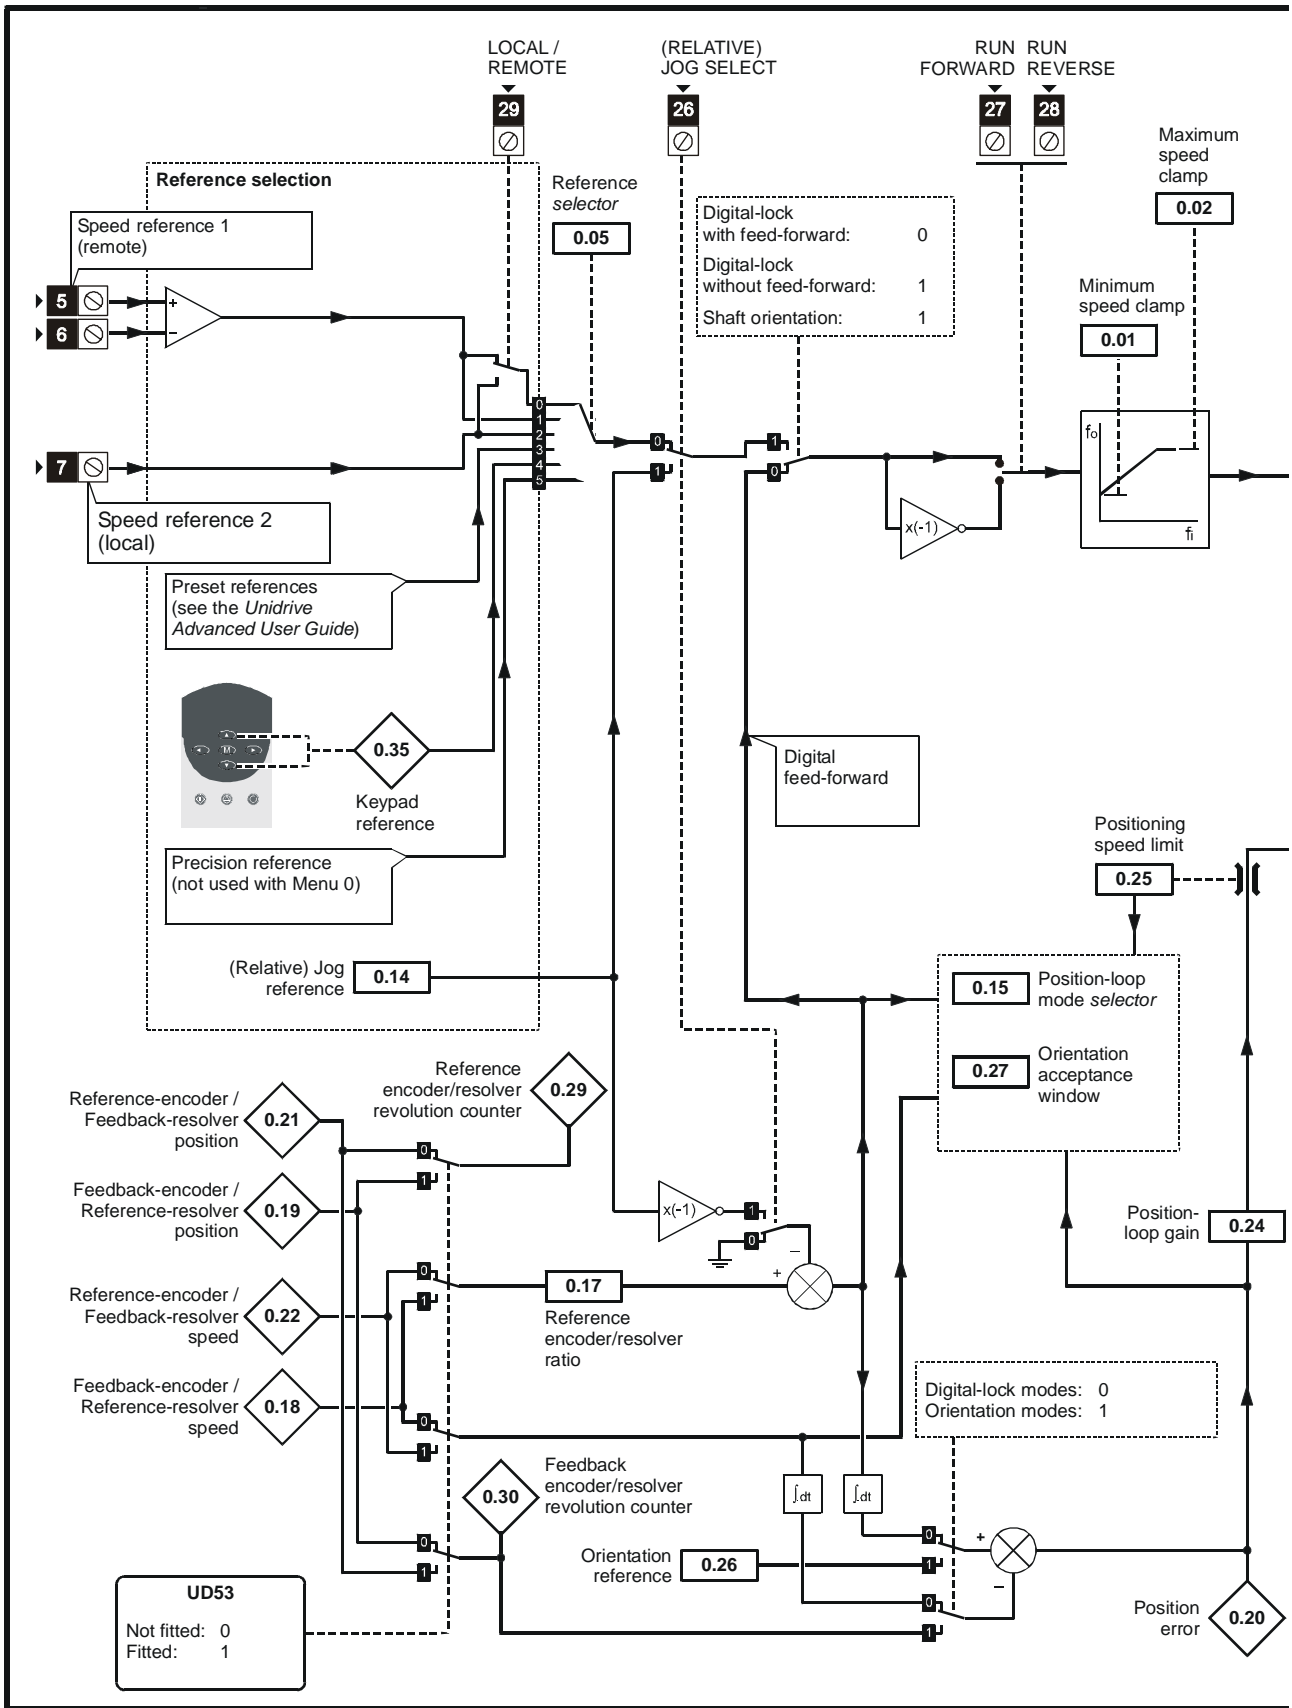 LOCAL /
REMOTE
29
(RELATIVE)
JOG SELECT
26
RUN
FORWARD
27
RUN
REVERSE
28
Maximum
speed
clamp
0.02
Reference selection
Reference
selector
0.05
Digital-lock
with feed-forward: 0
Digital-lock
without feed-forward: 1
Shaft orientation: 1
Minimum
speed clamp
0.01
Speed reference 1
(remote)
5
6
+
−
7
Speed reference 2
(local)
0
1
2
3
4
5
0
1
1
0
x(-1)
fo
fi
Preset references
(see the Unidrive
Advanced User Guide)
M
0.35
Keypad
reference
Precision reference
(not used with Menu 0)
Digital
feed-forward
Positioning
speed limit
0.25
(Relative) Jog
reference
0.14
0.15
Position-loop
mode selector
0.27
Orientation
acceptance
window
Reference
encoder/resolver
revolution counter
0.29
Reference-encoder /
Feedback-resolver
position
0.21
0
1
Feedback-encoder /
Reference-resolver
position
0.19
x(-1)
1
0
−
+
Position-
loop gain
0.24
Reference-encoder /
Feedback-resolver
speed
0.22
0
1
0.17
Reference
encoder/resolver
ratio
Feedback-encoder /
Reference-resolver
speed
0.18
0
1
Digital-lock modes: 0
Orientation modes: 1
Feedback
encoder/resolver
revolution counter
0.30
∫.dt
∫.dt
0
1
0
1
+
−
Orientation
reference
0.26
0
1
UD53
Not fitted: 0
Fitted: 1
Position
error
0.20